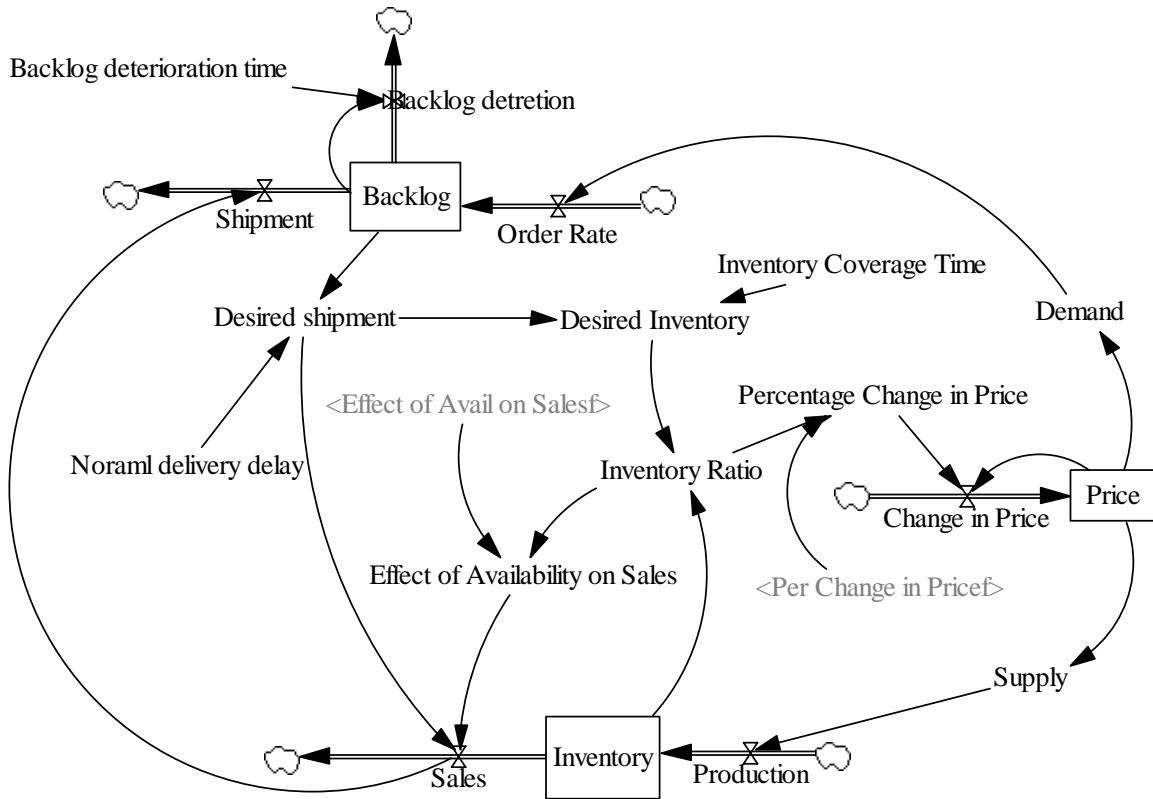 Backlog deterioration time
Backlog detretion
Backlog
Shipment
Order Rate
Inventory Coverage Time
Desired shipment
Desired Inventory
Demand
<Effect of Avail on Salesf>
Percentage Change in Price
Noraml delivery delay
Inventory Ratio
Price
Change in Price
Effect of Availability on Sales
<Per Change in Pricef>
Supply
Inventory
Sales
Production